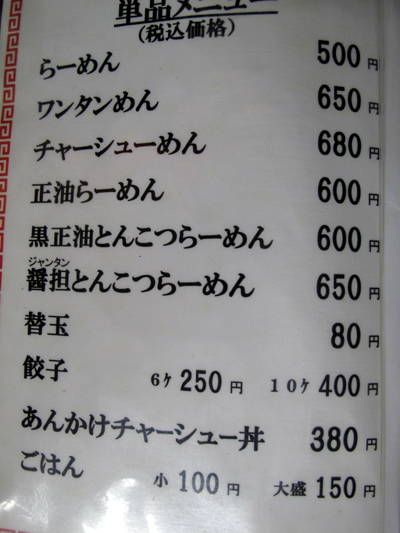 単品メニュー
(税込価格)
らーめん 500円
ワンタンめん 650円
チャーシューめん 680円
正油らーめん 600円
黒正油とんこつらーめん 600円
ジャンタン
醤担とんこつらーめん 650円
替玉 80円
餃子 6ケ 250円 10ケ 400円
あんかけチャーシュー丼 380円
ごはん 小 100円 大盛 150円